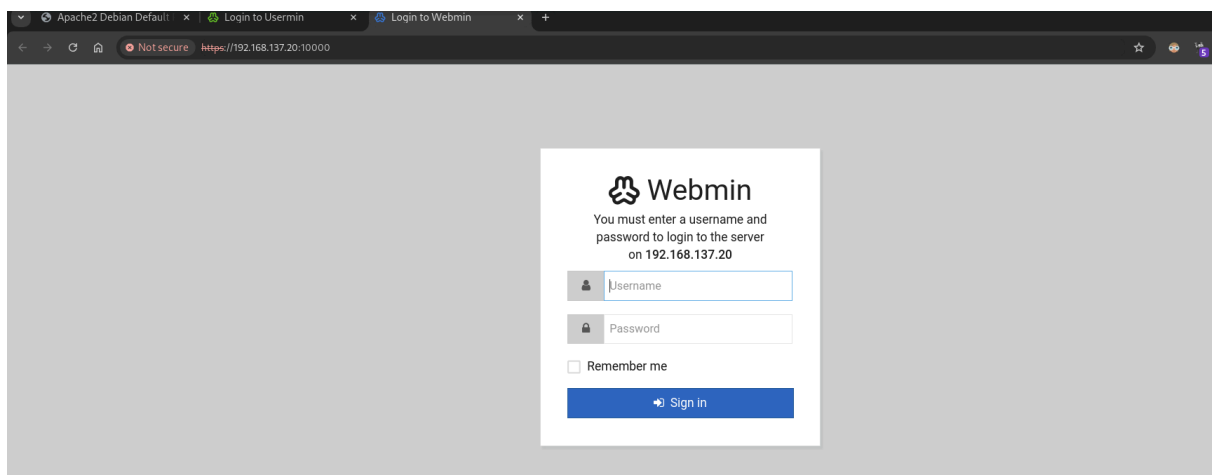 Apache2 Debian Default
Login to Usermin
Login to Webmin
Not secure https://192.168.137.20:10000
5
Webmin
You must enter a username and
password to login to the server
on 192.168.137.20
Username
Password
Remember me
Sign in